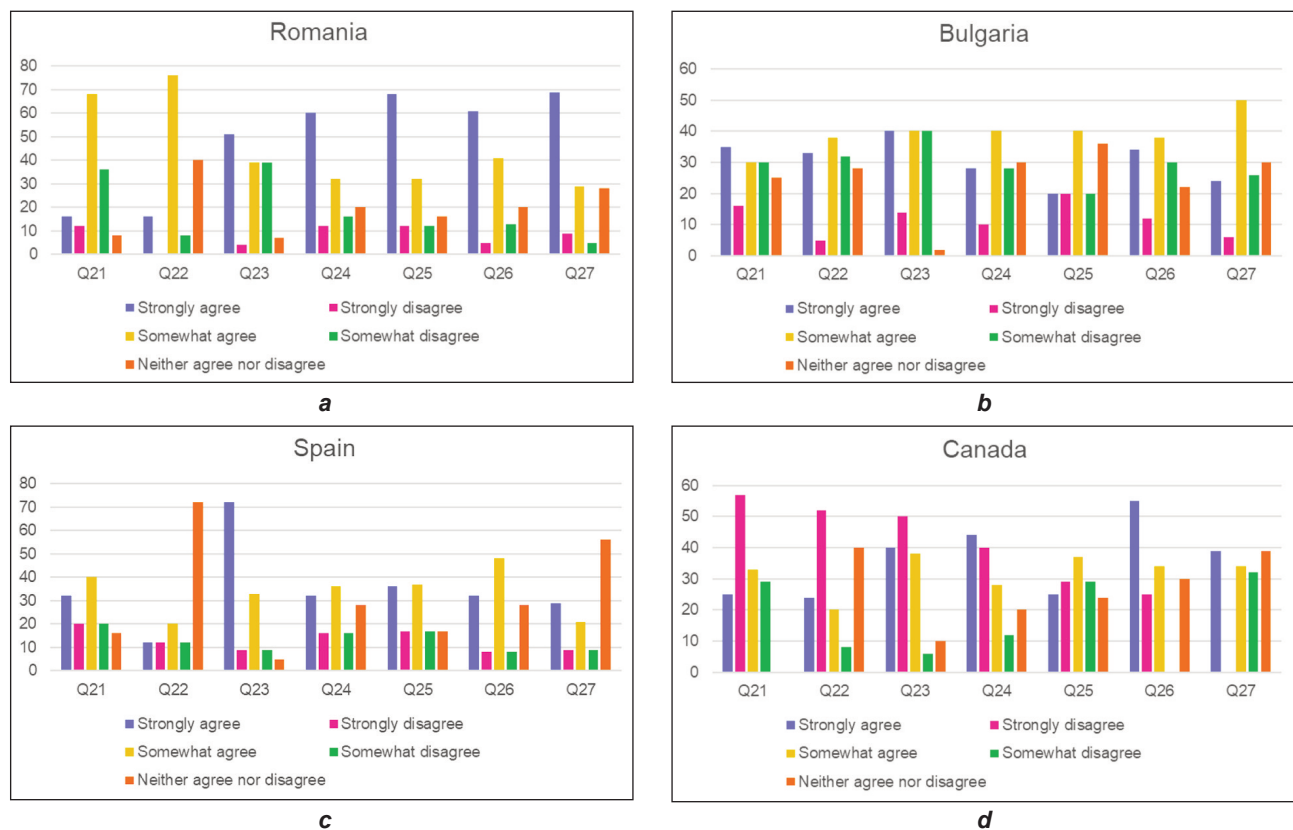 Romania
80
70
60
50
40
30
20
10
0
Q21 Q22 Q23 Q24 Q25 Q26 Q27
Strongly agree Strongly disagree
Somewhat agree Somewhat disagree
Neither agree nor disagree
a
Bulgaria
60
50
40
30
20
10
0
Q21 Q22 Q23 Q24 Q25 Q26 Q27
Strongly agree Strongly disagree
Somewhat agree Somewhat disagree
Neither agree nor disagree
b
Spain
80
70
60
50
40
30
20
10
0
Q21 Q22 Q23 Q24 Q25 Q26 Q27
Strongly agree Strongly disagree
Somewhat agree Somewhat disagree
Neither agree nor disagree
c
Canada
60
50
40
30
20
10
0
Q21 Q22 Q23 Q24 Q25 Q26 Q27
Strongly agree Strongly disagree
Somewhat agree Somewhat disagree
Neither agree nor disagree
d